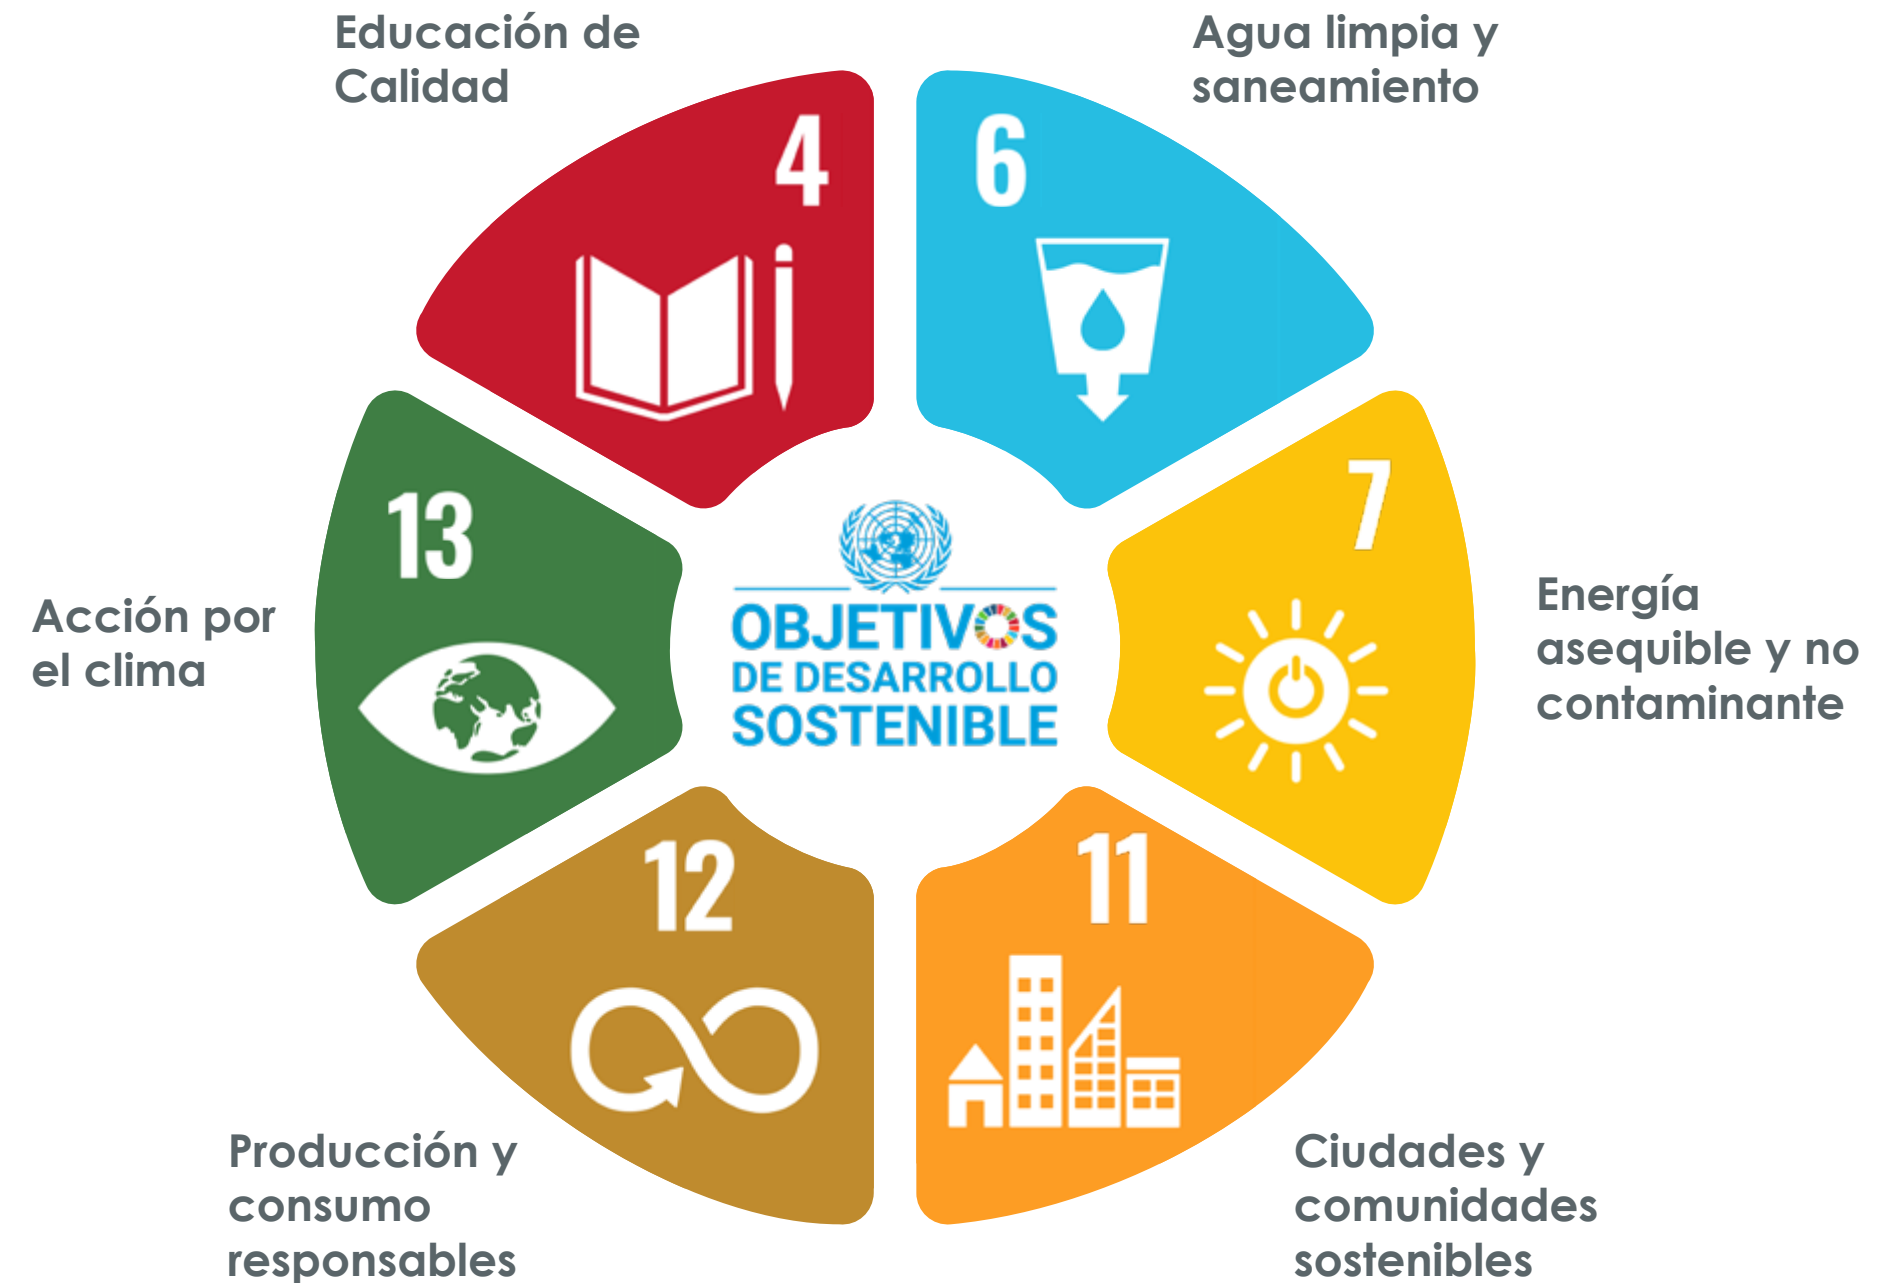 Educación de
Calidad
4
Agua limpia y
saneamiento
6
7
Energía
asequible y no
contaminante
11
Ciudades y
comunidades
sostenibles
12
Producción y
consumo
responsables
13
Acción por
el clima
OBJETIVOS
DE DESARROLLO
SOSTENIBLE